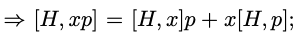 ⇒ [H, xp] = [H, x]p + x[H, p];